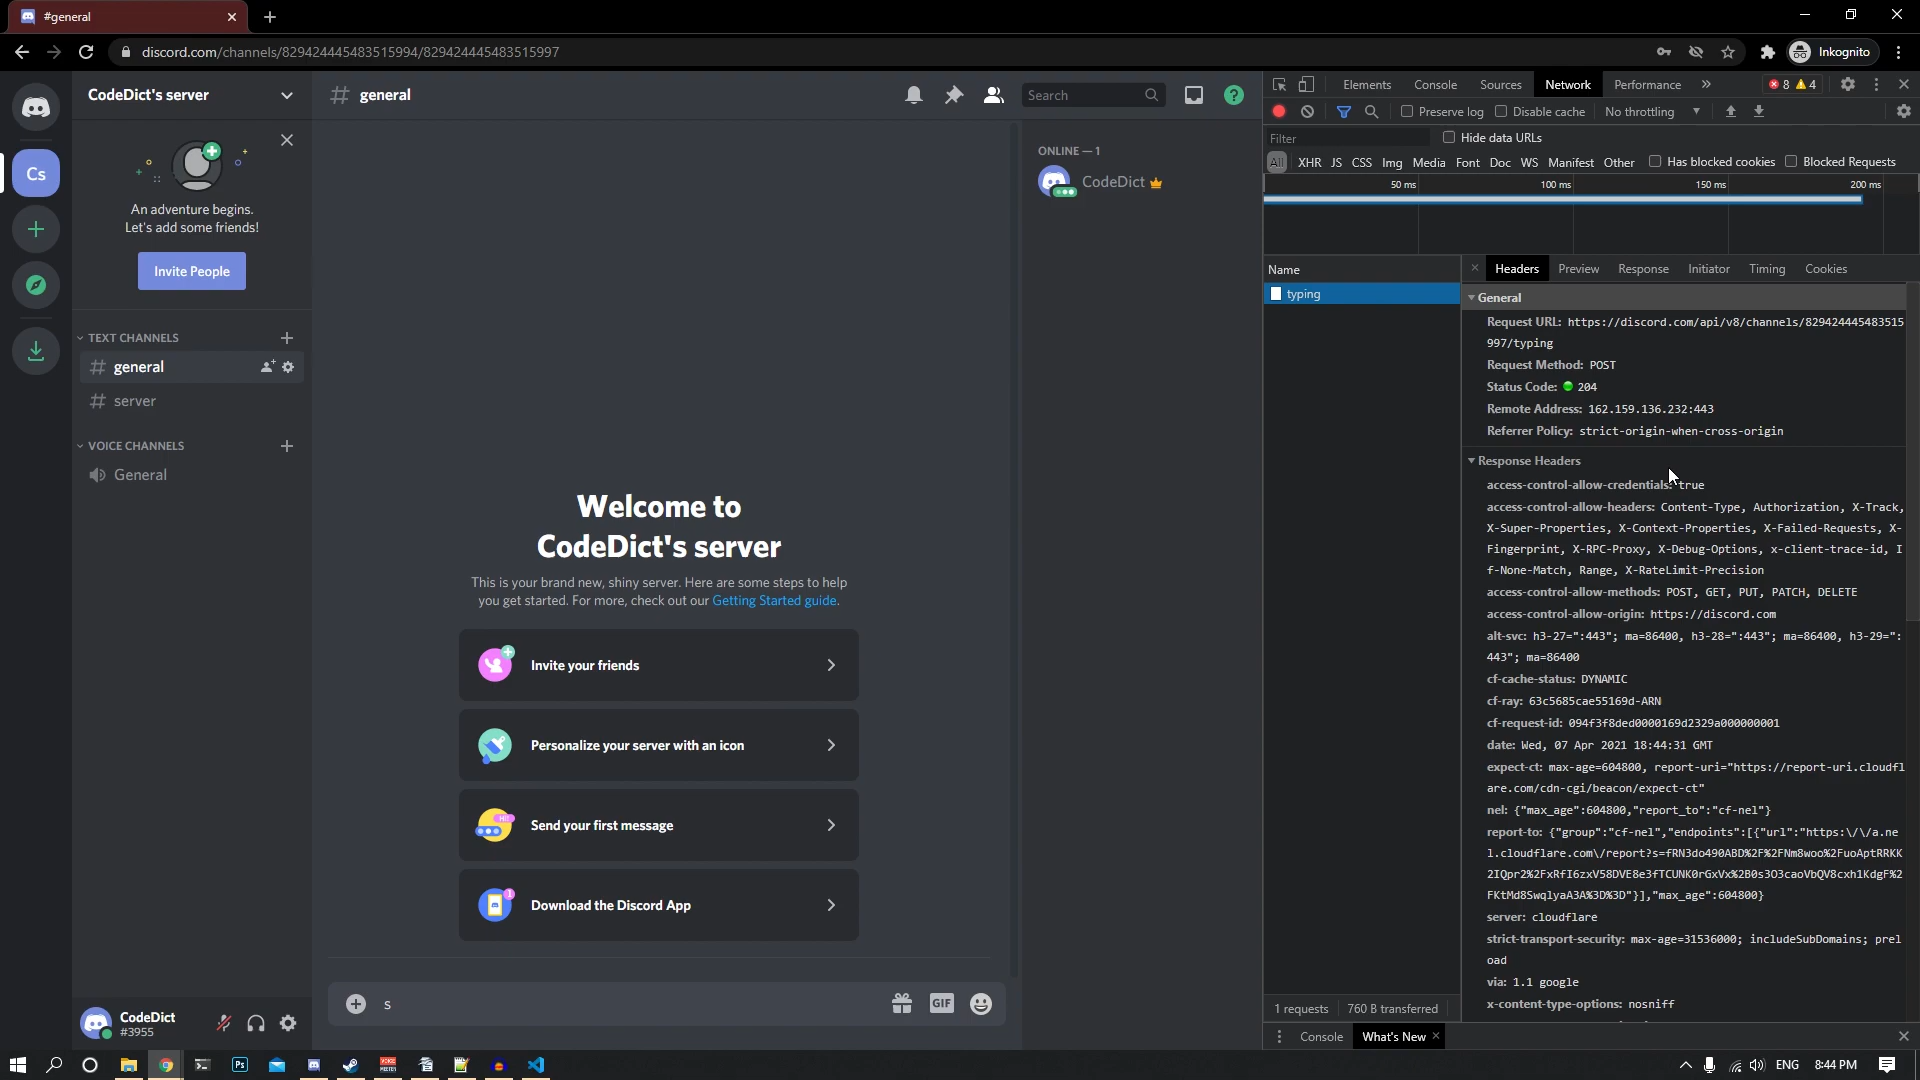 #general
discord.com/channels/829424445483515994/829424445483515997
Inkognito
CodeDict's server
An adventure begins.
Let's add some friends!
Invite People
TEXT CHANNELS
general
server
VOICE CHANNELS
General
CodeDict
#3955
Cs
general
Search
ONLINE — 1
CodeDict
Welcome to
CodeDict's server
This is your brand new, shiny server. Here are some steps to help
you get started. For more, check out our Getting Started guide.
Invite your friends
Personalize your server with an icon
Send your first message
Download the Discord App
s
GIF
Elements Console Sources Network Performance
8 4
Preserve log Disable cache No throttling
Filter
Hide data URLs
All XHR JS CSS Img Media Font Doc WS Manifest Other Has blocked cookies Blocked Requests
50 ms 100 ms 150 ms 200 ms
Name
typing
Headers Preview Response Initiator Timing Cookies
General
Request URL: https://discord.com/api/v8/channels/829424445483515
997/typing
Request Method: POST
Status Code: 204
Remote Address: 162.159.136.232:443
Referrer Policy: strict-origin-when-cross-origin
Response Headers
access-control-allow-credentials: true
access-control-allow-headers: Content-Type, Authorization, X-Track,
X-Super-Properties, X-Context-Properties, X-Failed-Requests, X-
Fingerprint, X-RPC-Proxy, X-Debug-Options, x-client-trace-id, I
f-None-Match, Range, X-RateLimit-Precision
access-control-allow-methods: POST, GET, PUT, PATCH, DELETE
access-control-allow-origin: https://discord.com
alt-svc: h3-27=":443"; ma=86400, h3-28=":443"; ma=86400, h3-29=":
443"; ma=86400
cf-cache-status: DYNAMIC
cf-ray: 63c5685cae55169d-ARN
cf-request-id: 094f3f8ded0000169d2329a000000001
date: Wed, 07 Apr 2021 18:44:31 GMT
expect-ct: max-age=604800, report-uri="https://report-uri.cloudfl
are.com/cdn-cgi/beacon/expect-ct"
nel: {"max_age":604800,"report_to":"cf-nel"}
report-to: {"group":"cf-nel","endpoints":[{"url":"https:\/\/a.ne
l.cloudflare.com\/report?s=fRN3do490ABD%2F%2FNm8woo%2FuoAptRRKK
2IQpr2%2FxRfI6zxV58DVE8e3fTCUNK0rGxVx%2B0s3O3caoVbQV8cxh1KdgF%2
FKtMd8SwqlyaA3A%3D%3D"}],"max_age":604800}
server: cloudflare
strict-transport-security: max-age=31536000; includeSubDomains; prel
oad
via: 1.1 google
x-content-type-options: nosniff
1 requests 760 B transferred
Console What's New
Ps
ENG 8:44 PM